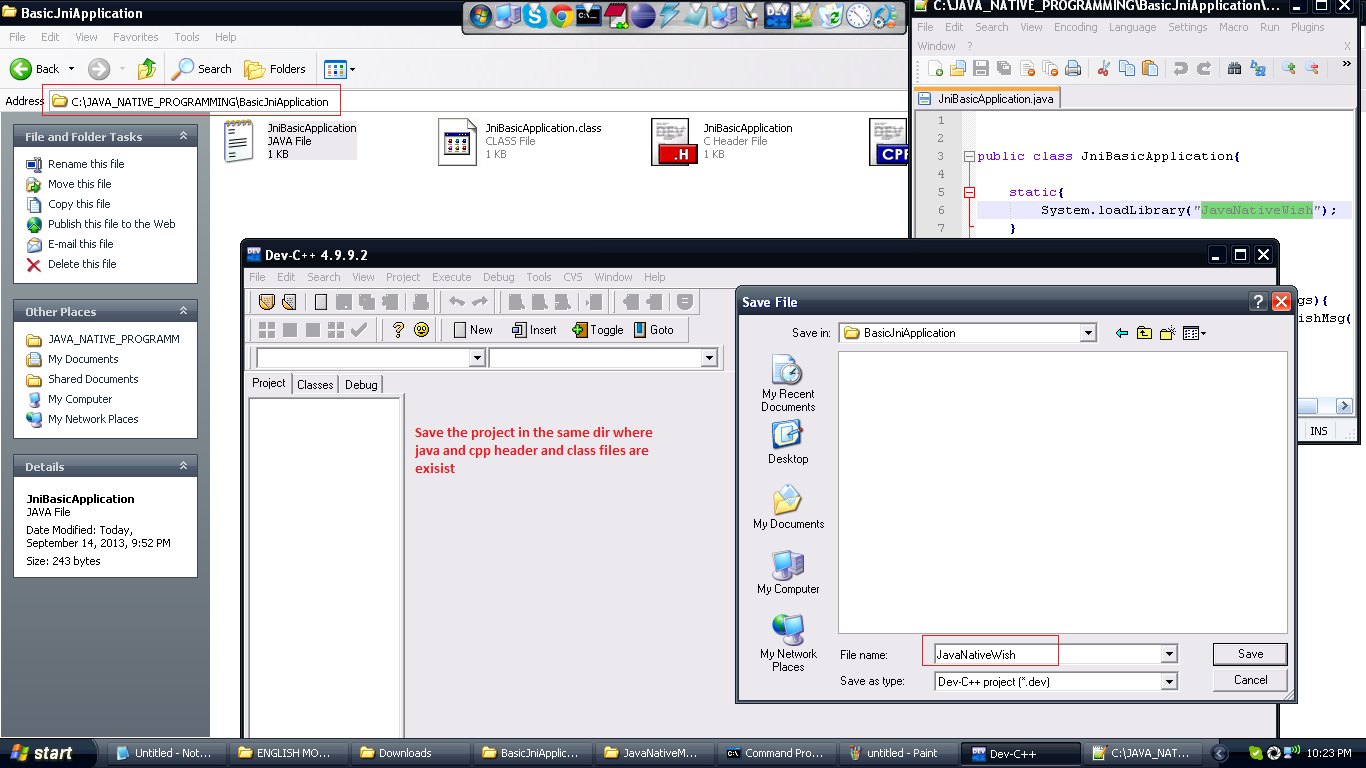 BasicJniApplication
File Edit View Favorites Tools Help
Back Search Folders
Address C:\JAVA_NATIVE_PROGRAMMING\BasicJniApplication
File and Folder Tasks
Rename this file
Move this file
Copy this file
Publish this file to the Web
E-mail this file
Delete this file
Other Places
JAVA_NATIVE_PROGRAMM
My Documents
Shared Documents
My Computer
My Network Places
Details
JniBasicApplication
JAVA File
Date Modified: Today,
September 14, 2013, 9:52 PM
Size: 243 bytes
JniBasicApplication
JAVA File
1 KB
JniBasicApplication.class
CLASS File
1 KB
DEV
.H
JniBasicApplication
C Header File
1 KB
DEV
CPP
C:\JAVA_NATIVE_PROGRAMMING\BasicJniApplication\...
File Edit Search View Encoding Language Settings Macro Run Plugins
Window ? X
JniBasicApplication.java
1
2
3 public class JniBasicApplication{
4
5 static{
6 System.loadLibrary("JavaNativeWish");
7 }
gs){
ishMsg(
INS
Dev-C++ 4.9.9.2
File Edit Search View Project Execute Debug Tools CVS Window Help
New Insert Toggle Goto
Project Classes Debug
Save the project in the same dir where
java and cpp header and class files are
exisist
Save File
Save in: BasicJniApplication
My Recent
Documents
Desktop
My Documents
My Computer
My Network
Places
File name: JavaNativeWish Save
Save as type: Dev-C++ project (*.dev) Cancel
start Untitled - Not... ENGLISH MO... Downloads BasicJniApplic... JavaNativeM... Command Pro... untitled - Paint Dev-C++ C:\JAVA_NAT... 10:23 PM